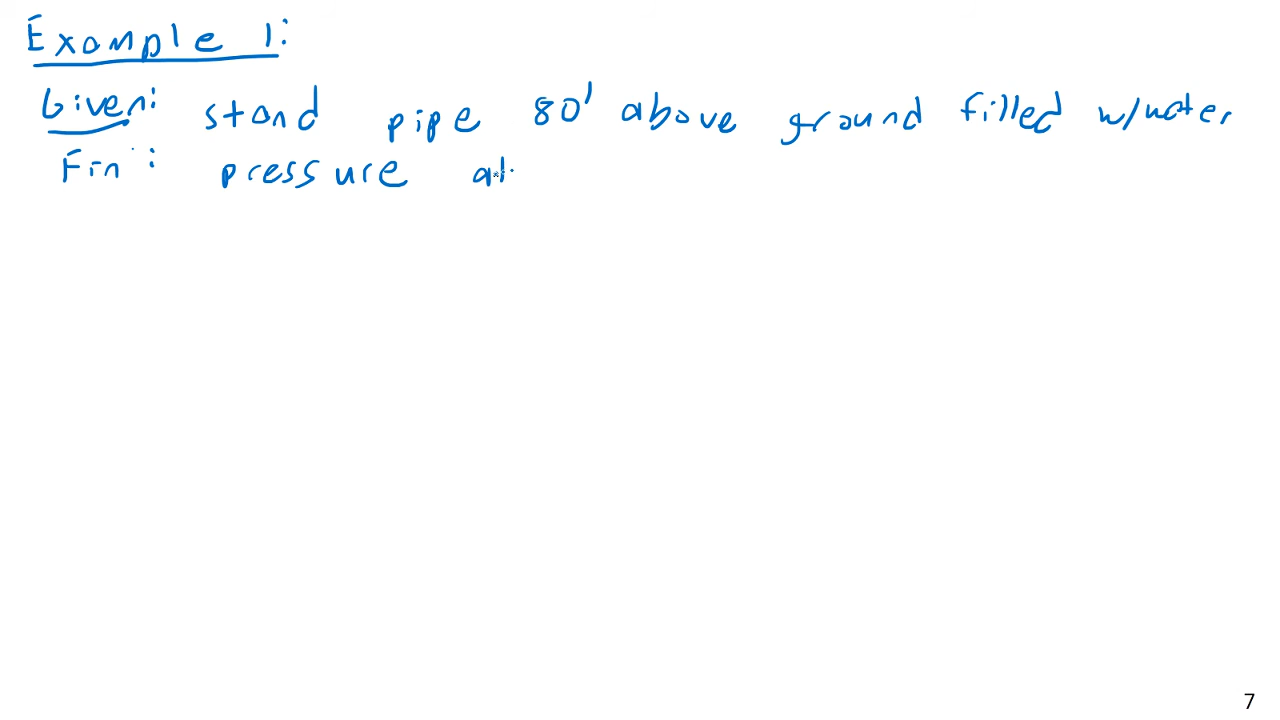 Example 1:
Given: stand pipe 80' above ground filled w/water
Fin : pressure at
7